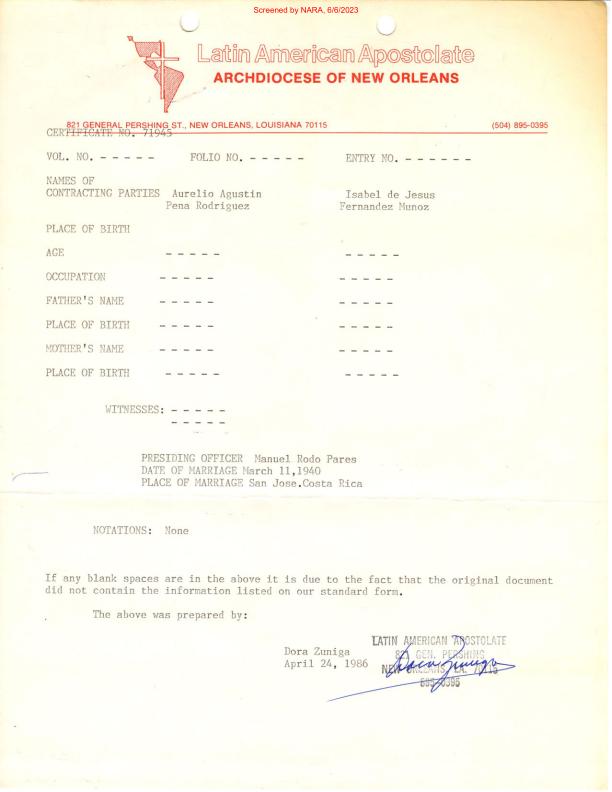 Screened by NARA, 6/6/2023
Latin American Apostolate
ARCHDIOCESE OF NEW ORLEANS
821 GENERAL PERSHING ST., NEW ORLEANS, LOUISIANA 70115 (504) 895-0395
CERTIFICATE NO. 71945
VOL. NO. - - - - - FOLIO NO. - - - - - ENTRY NO. - - - - - -
NAMES OF
CONTRACTING PARTIES Aurelio Agustin Isabel de Jesus
Pena Rodriguez Fernandez Munoz
PLACE OF BIRTH
AGE - - - - - - - - - -
OCCUPATION - - - - - - - - - -
FATHER'S NAME - - - - - - - - - -
PLACE OF BIRTH - - - - - - - - - -
MOTHER'S NAME - - - - - - - - - -
PLACE OF BIRTH - - - - - - - - - -
WITNESSES: - - - - -
- - - - -
PRESIDING OFFICER Manuel Rodo Pares
DATE OF MARRIAGE March 11,1940
PLACE OF MARRIAGE San Jose.Costa Rica
NOTATIONS: None
If any blank spaces are in the above it is due to the fact that the original document
did not contain the information listed on our standard form.
The above was prepared by:
LATIN AMERICAN APOSTOLATE
Dora Zuniga 821 GEN. PERSHING
April 24, 1986 NEW ORLEANS, LA. 70115
Dora Zuniga
895-0395